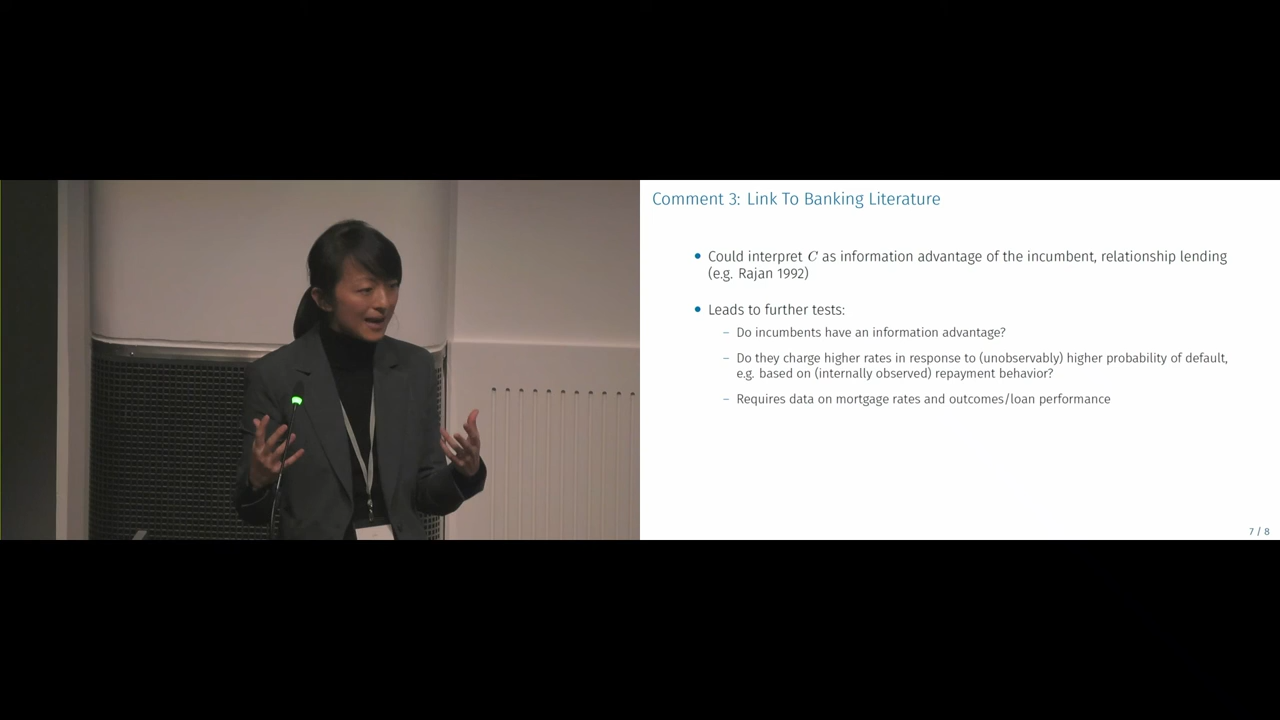 Comment 3: Link To Banking Literature
Could interpret C as information advantage of the incumbent, relationship lending
(e.g. Rajan 1992)
Leads to further tests:
– Do incumbents have an information advantage?
– Do they charge higher rates in response to (unobservably) higher probability of default,
e.g. based on (internally observed) repayment behavior?
– Requires data on mortgage rates and outcomes/loan performance
7 / 8